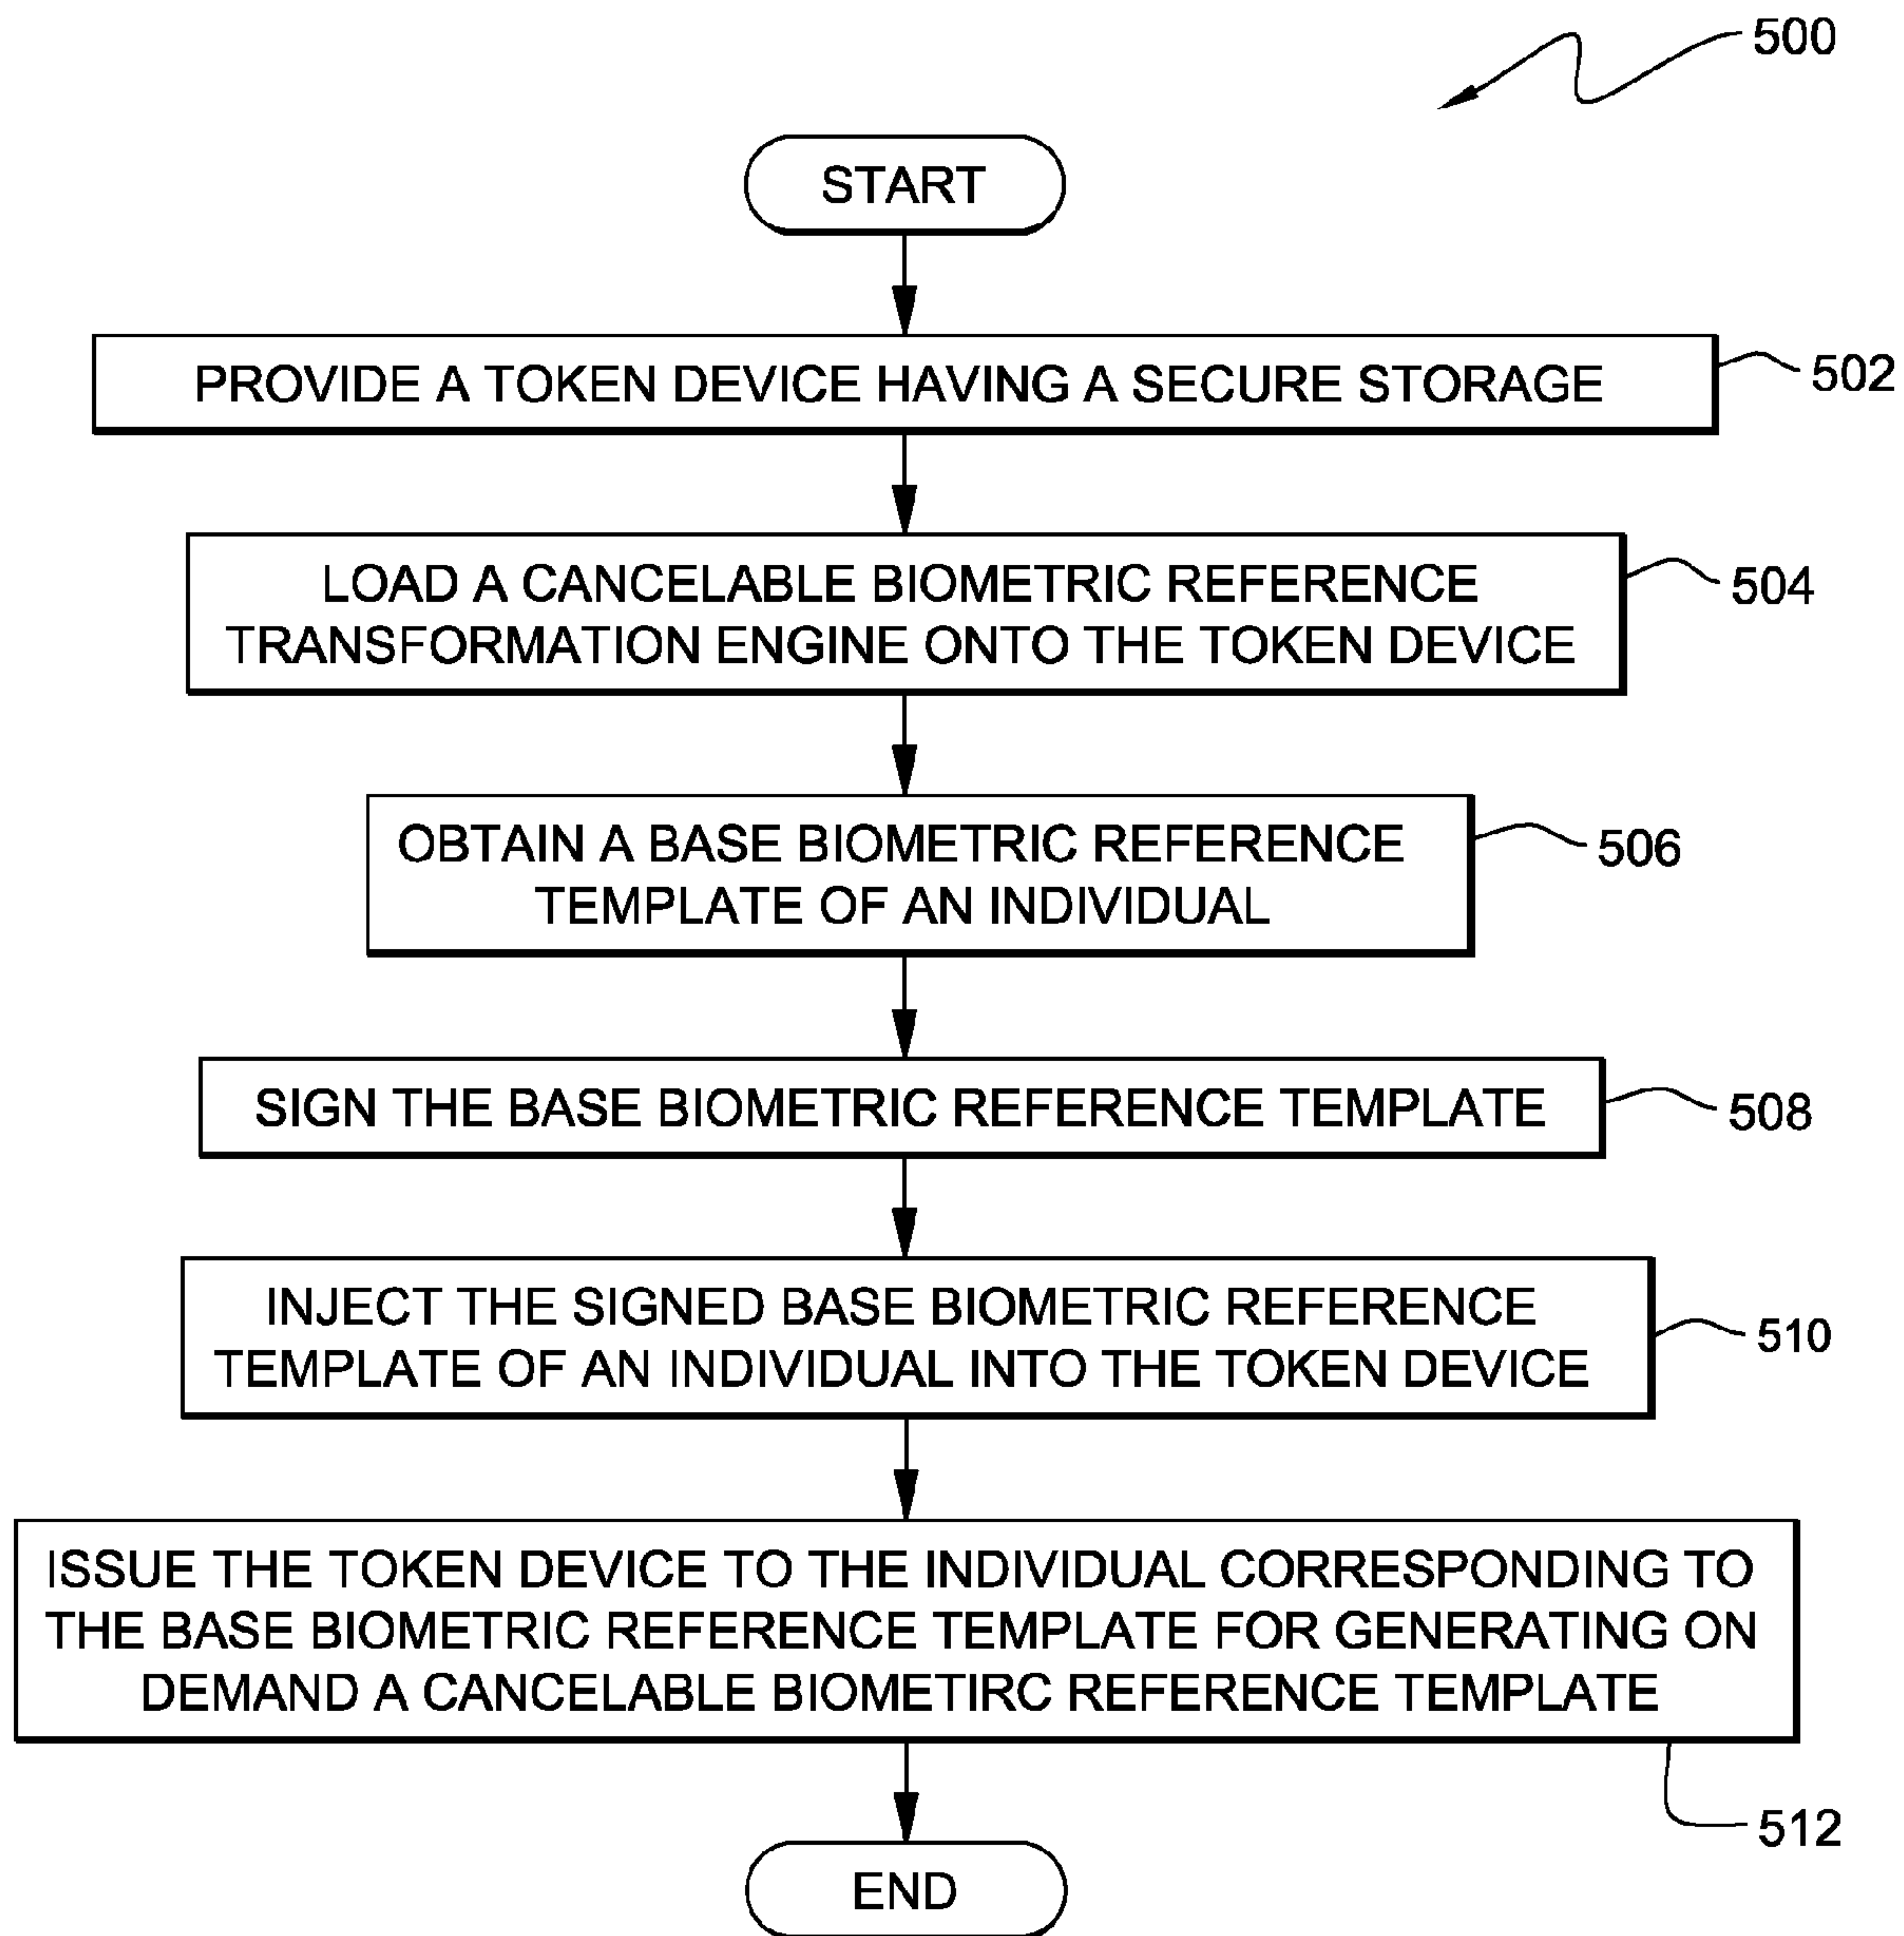 500
START
PROVIDE A TOKEN DEVICE HAVING A SECURE STORAGE
502
LOAD A CANCELABLE BIOMETRIC REFERENCE
TRANSFORMATION ENGINE ONTO THE TOKEN DEVICE
504
OBTAIN A BASE BIOMETRIC REFERENCE
TEMPLATE OF AN INDIVIDUAL
506
SIGN THE BASE BIOMETRIC REFERENCE TEMPLATE
508
INJECT THE SIGNED BASE BIOMETRIC REFERENCE
TEMPLATE OF AN INDIVIDUAL INTO THE TOKEN DEVICE
510
ISSUE THE TOKEN DEVICE TO THE INDIVIDUAL CORRESPONDING TO
THE BASE BIOMETRIC REFERENCE TEMPLATE FOR GENERATING ON
DEMAND A CANCELABLE BIOMETIRC REFERENCE TEMPLATE
512
END